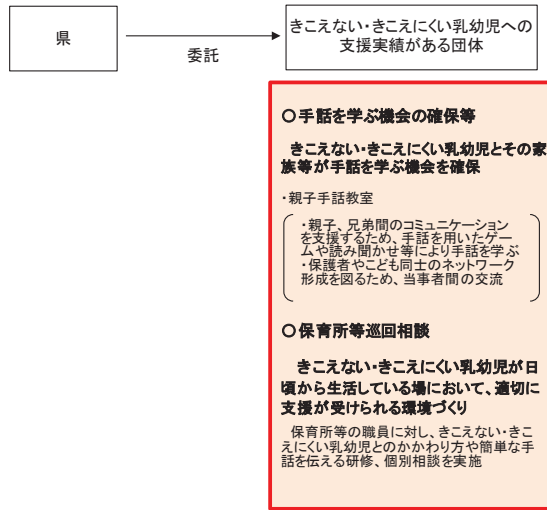 県
委託
きこえない・きこえにくい乳幼児への
支援実績がある団体
○手話を学ぶ機会の確保等
きこえない・きこえにくい乳幼児とその家
族等が手話を学ぶ機会を確保
・親子手話教室
・親子、兄弟間のコミュニケーション
を支援するため、手話を用いたゲー
ムや読み聞かせ等により手話を学ぶ
・保護者やこども同士のネットワーク
形成を図るため、当事者間の交流
○保育所等巡回相談
きこえない・きこえにくい乳幼児が日
頃から生活している場において、適切に
支援が受けられる環境づくり
保育所等の職員に対し、きこえない・きこ
えにくい乳幼児とのかかわり方や簡単な手
話を伝える研修、個別相談を実施